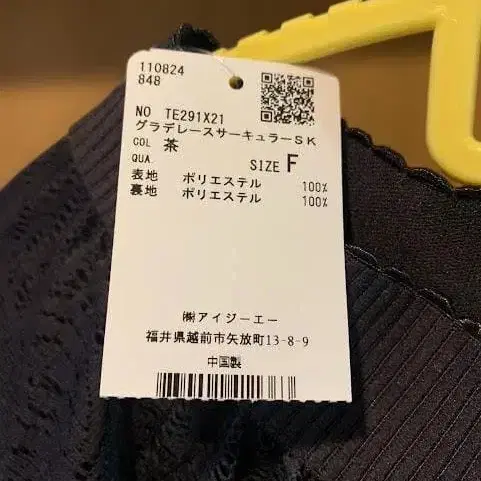 110824
848
NO TE291X21
グラデレースサーキュラーSK
COL 茶
QUA. SIZE F
表地 ポリエステル 100%
裏地 ポリエステル 100%
㈱アイジーエー
福井県越前市矢放町13-8-9
中国製